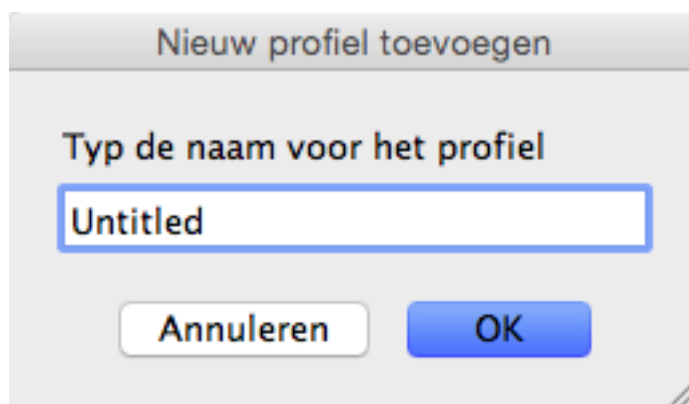 Nieuw profiel toevoegen
Typ de naam voor het profiel
Untitled
Annuleren OK